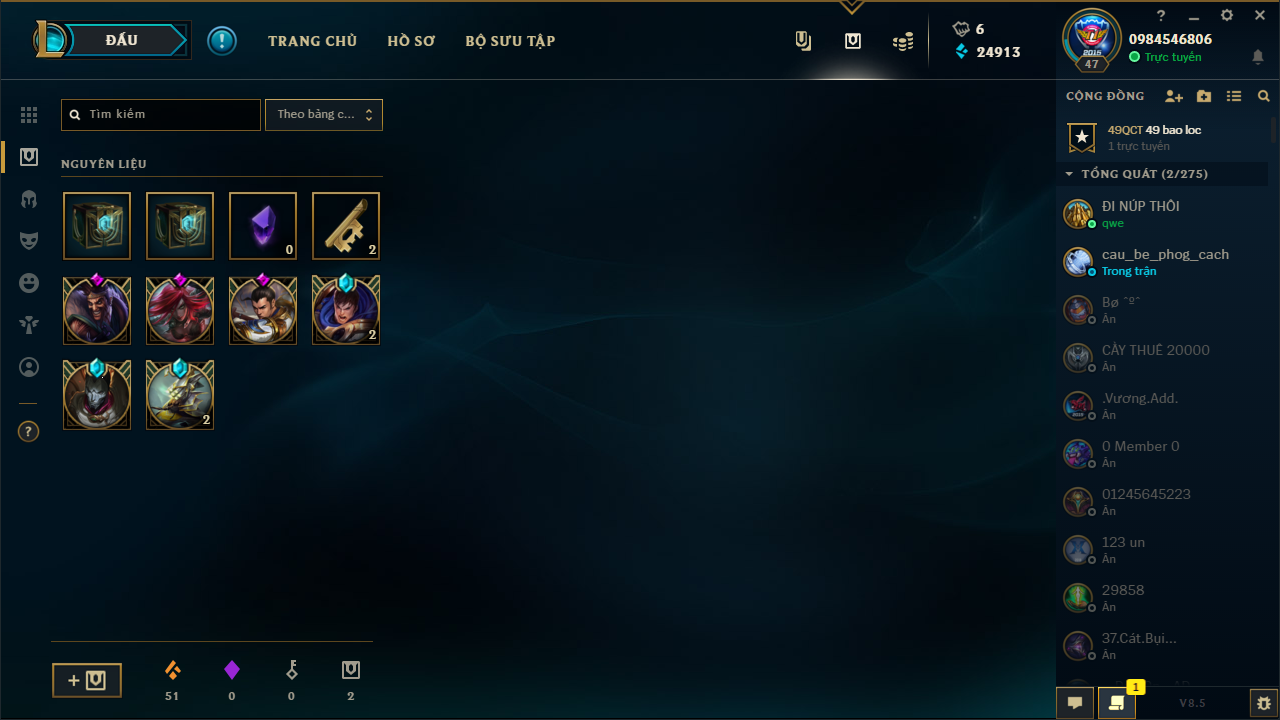 ĐẤU
TRANG CHỦ
HỒ SƠ
BỘ SƯU TẬP
6
24913
2015
47
0984546806
Trực tuyến
CỘNG ĐỒNG
49QCT 49 bao loc
1 trực tuyến
TỔNG QUÁT (2/275)
ĐI NÚP THÔI
qwe
cau_be_phog_cach
Trong trận
Bø ˆºˆ
Ẩn
CÀY THUÊ 20000
Ẩn
.Vương.Add.
Ẩn
0 Member 0
Ẩn
01245645223
Ẩn
123 un
Ẩn
29858
Ẩn
37.Cát.Bụi...
Ẩn
1
V8.5
Tìm kiếm
Theo bảng c...
NGUYÊN LIỆU
0
2
2
2
?
51
0
0
2